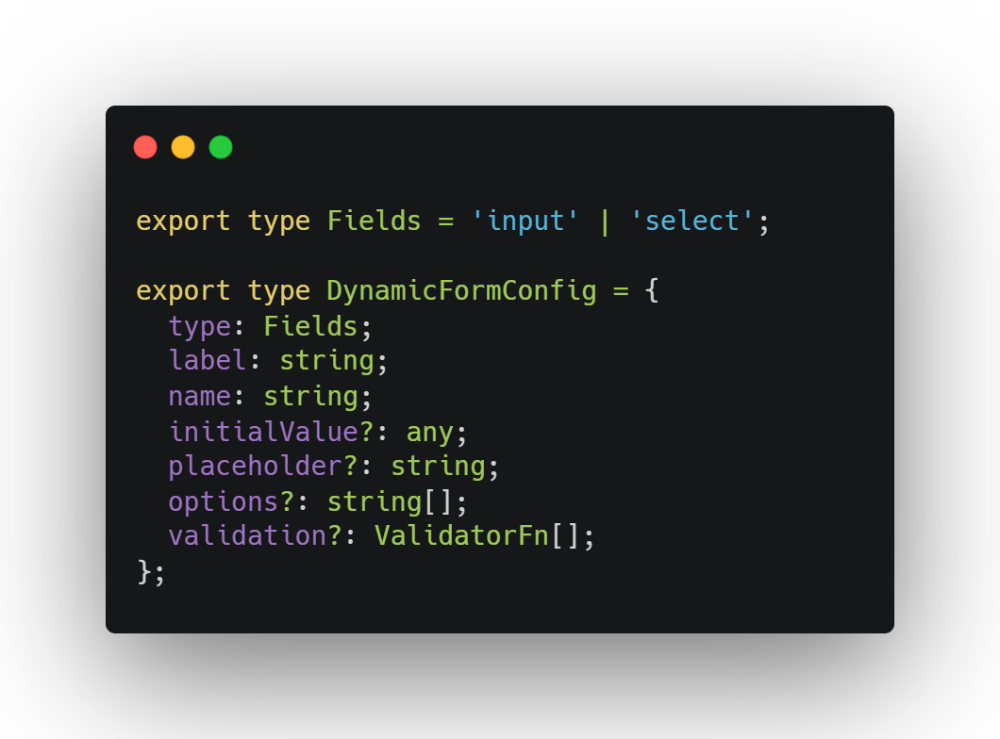 export type Fields = 'input' | 'select';

export type DynamicFormConfig = {
  type: Fields;
  label: string;
  name: string;
  initialValue?: any;
  placeholder?: string;
  options?: string[];
  validation?: ValidatorFn[];
};